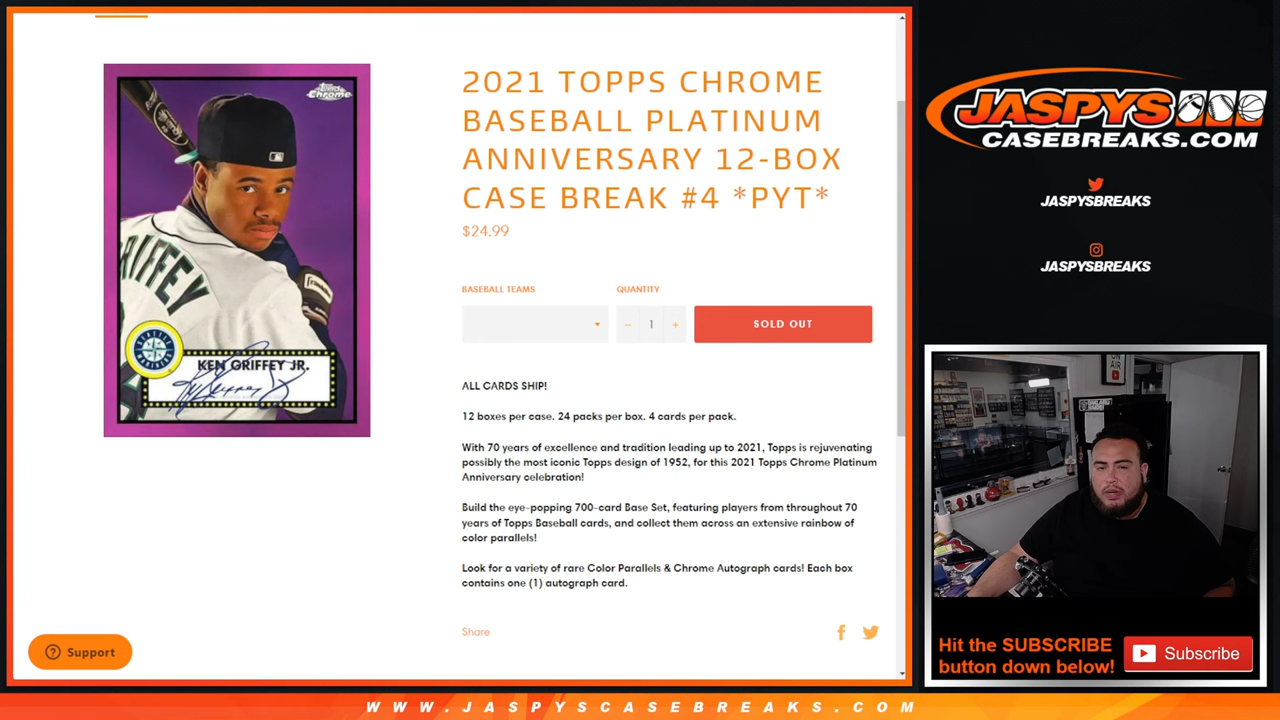 Topps
Chrome
GRIFFEY
KEN GRIFFEY JR.
2021 TOPPS CHROME
BASEBALL PLATINUM
ANNIVERSARY 12-BOX
CASE BREAK #4 *PYT*
$24.99
BASEBALL TEAMS
QUANTITY
− 1 +
SOLD OUT
ALL CARDS SHIP!
12 boxes per case. 24 packs per box. 4 cards per pack.
With 70 years of excellence and tradition leading up to 2021, Topps is rejuvenating
possibly the most iconic Topps design of 1952, for this 2021 Topps Chrome Platinum
Anniversary celebration!
Build the eye-popping 700-card Base Set, featuring players from throughout 70
years of Topps Baseball cards, and collect them across an extensive rainbow of
color parallels!
Look for a variety of rare Color Parallels & Chrome Autograph cards! Each box
contains one (1) autograph card.
Share
Support
JASPYS
CASEBREAKS.COM
JASPYSBREAKS
JASPYSBREAKS
ON
AIR
Hit the SUBSCRIBE
button down below!
Subscribe
WWW.JASPYSCASEBREAKS.COM